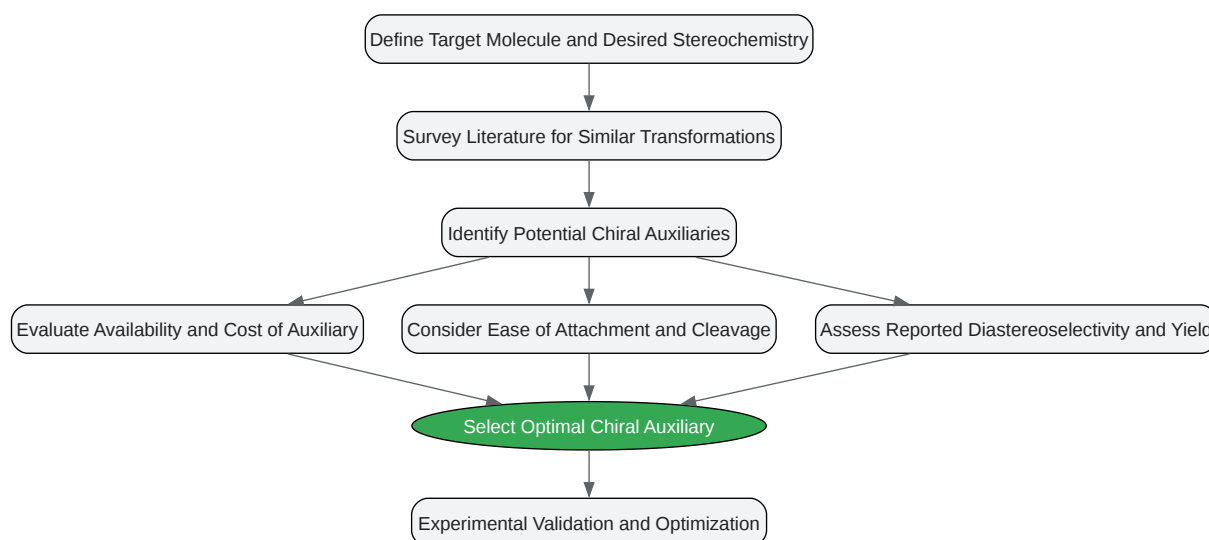 Define Target Molecule and Desired Stereochemistry
Survey Literature for Similar Transformations
Identify Potential Chiral Auxiliaries
Evaluate Availability and Cost of Auxiliary
Consider Ease of Attachment and Cleavage
Assess Reported Diastereoselectivity and Yield
Select Optimal Chiral Auxiliary
Experimental Validation and Optimization